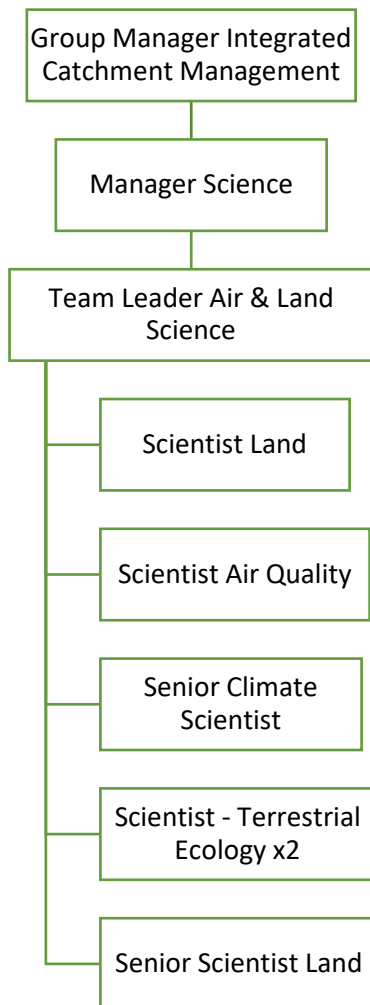 Group Manager Integrated
Catchment Management
Manager Science
Team Leader Air & Land
Science
Scientist Land
Scientist Air Quality
Senior Climate
Scientist
Scientist - Terrestrial
Ecology x2
Senior Scientist Land